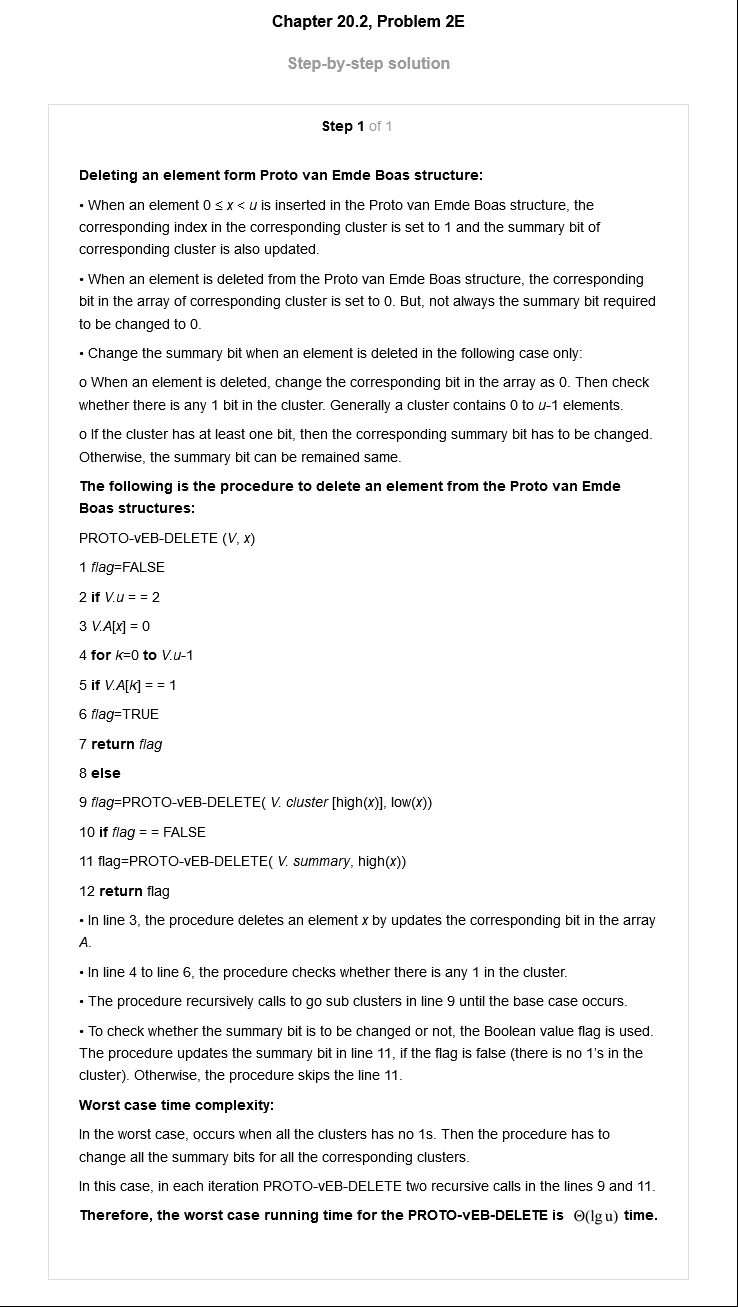 Chapter 20.2, Problem 2E
Step-by-step solution
Step 1 of 1
Deleting an element form Proto van Emde Boas structure:
• When an element 0 ≤ x < u is inserted in the Proto van Emde Boas structure, the
corresponding index in the corresponding cluster is set to 1 and the summary bit of
corresponding cluster is also updated.
• When an element is deleted from the Proto van Emde Boas structure, the corresponding
bit in the array of corresponding cluster is set to 0. But, not always the summary bit required
to be changed to 0.
• Change the summary bit when an element is deleted in the following case only:
o When an element is deleted, change the corresponding bit in the array as 0. Then check
whether there is any 1 bit in the cluster. Generally a cluster contains 0 to u-1 elements.
o If the cluster has at least one bit, then the corresponding summary bit has to be changed.
Otherwise, the summary bit can be remained same.
The following is the procedure to delete an element from the Proto van Emde
Boas structures:
PROTO-vEB-DELETE (V, x)
1 flag=FALSE
2 if V.u = = 2
3 V.A[x] = 0
4 for k=0 to V.u-1
5 if V.A[k] = = 1
6 flag=TRUE
7 return flag
8 else
9 flag=PROTO-vEB-DELETE( V. cluster [high(x)], low(x))
10 if flag = = FALSE
11 flag=PROTO-vEB-DELETE( V. summary, high(x))
12 return flag
• In line 3, the procedure deletes an element x by updates the corresponding bit in the array
A.
• In line 4 to line 6, the procedure checks whether there is any 1 in the cluster.
• The procedure recursively calls to go sub clusters in line 9 until the base case occurs.
• To check whether the summary bit is to be changed or not, the Boolean value flag is used.
The procedure updates the summary bit in line 11, if the flag is false (there is no 1's in the
cluster). Otherwise, the procedure skips the line 11.
Worst case time complexity:
In the worst case, occurs when all the clusters has no 1s. Then the procedure has to
change all the summary bits for all the corresponding clusters.
In this case, in each iteration PROTO-vEB-DELETE two recursive calls in the lines 9 and 11.
Therefore, the worst case running time for the PROTO-vEB-DELETE is Θ(lg u) time.